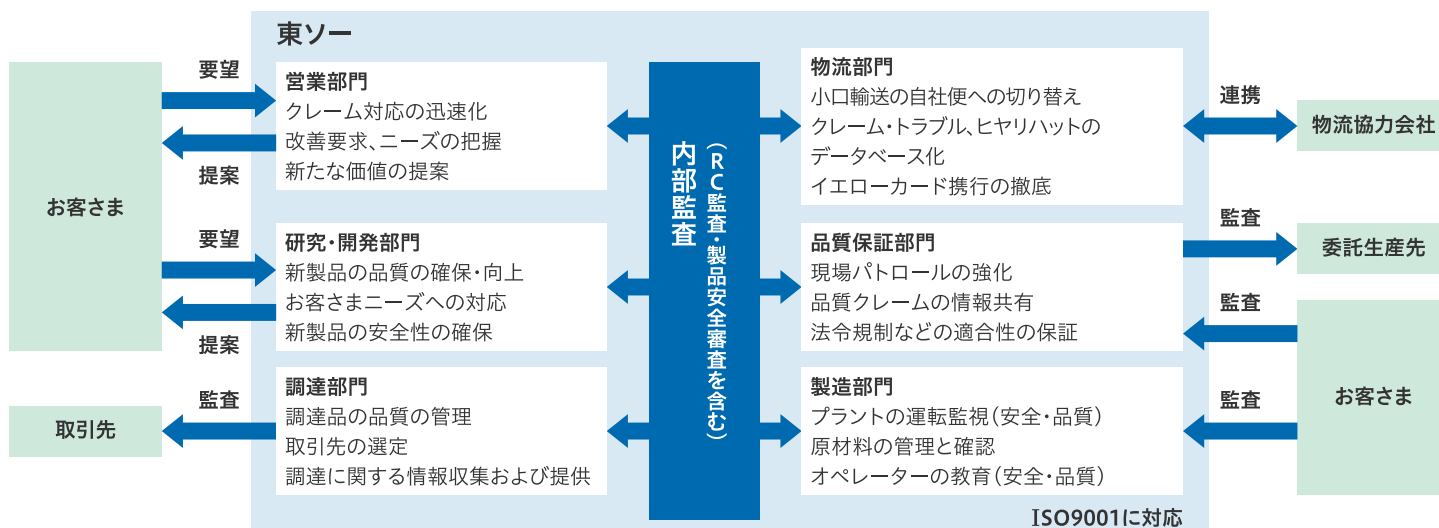 東ソー
お客さま
要望
提案
要望
提案
取引先
監査
営業部門
クレーム対応の迅速化
改善要求、ニーズの把握
新たな価値の提案
研究・開発部門
新製品の品質の確保・向上
お客さまニーズへの対応
新製品の安全性の確保
調達部門
調達品の品質の管理
取引先の選定
調達に関する情報収集および提供
内部監査
(RC監査・製品安全審査を含む)
物流部門
小口輸送の自社便への切り替え
クレーム・トラブル、ヒヤリハットの
データベース化
イエローカード携行の徹底
品質保証部門
現場パトロールの強化
品質クレームの情報共有
法令規制などの適合性の保証
製造部門
プラントの運転監視(安全・品質)
原材料の管理と確認
オペレーターの教育(安全・品質)
連携
物流協力会社
監査
委託生産先
監査
監査
お客さま
ISO9001に対応